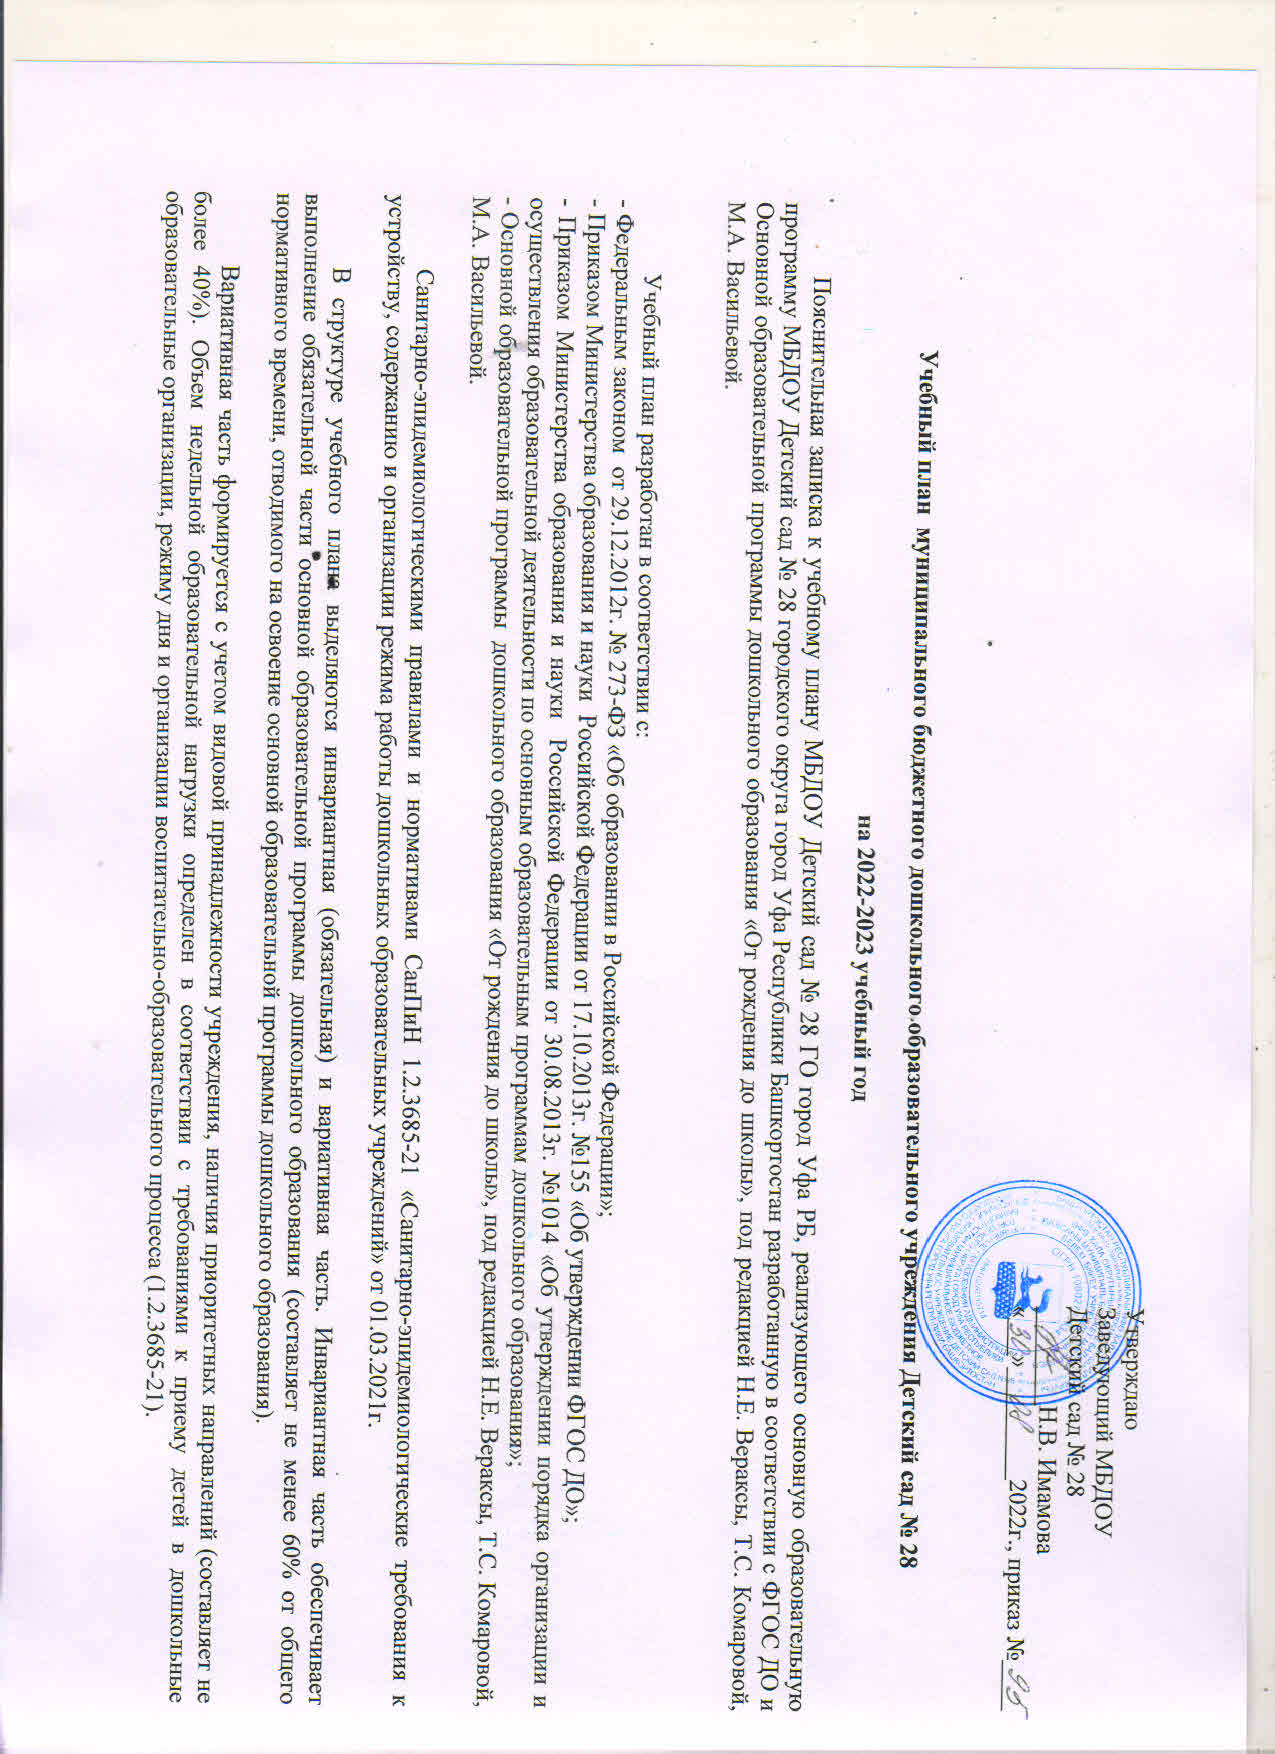 Утверждаю
Заведующий МБДОУ
Детский сад № 28
Н.В. Имамова
«30» 08 2022г., приказ № 95
Учебный план муниципального бюджетного дошкольного образовательного учреждения Детский сад № 28
на 2022-2023 учебный год
Пояснительная записка к учебному плану МБДОУ Детский сад № 28 ГО город Уфа РБ, реализующего основную образовательную
программу МБДОУ Детский сад № 28 городского округа город Уфа Республики Башкортостан разработанную в соответствии с ФГОС ДО и
Основной образовательной программы дошкольного образования «От рождения до школы», под редакцией Н.Е. Вераксы, Т.С. Комаровой,
М.А. Васильевой.
Учебный план разработан в соответствии с:
- Федеральным законом от 29.12.2012г. № 273-ФЗ «Об образовании в Российской Федерации»;
- Приказом Министерства образования и науки Российской Федерации от 17.10.2013г. №155 «Об утверждении ФГОС ДО»;
- Приказом Министерства образования и науки Российской Федерации от 30.08.2013г. №1014 «Об утверждении порядка организации и
осуществления образовательной деятельности по основным образовательным программам дошкольного образования»;
- Основной образовательной программы дошкольного образования «От рождения до школы», под редакцией Н.Е. Вераксы, Т.С. Комаровой,
М.А. Васильевой.
Санитарно-эпидемиологическими правилами и нормативами СанПиН 1.2.3685-21 «Санитарно-эпидемиологические требования к
устройству, содержанию и организации режима работы дошкольных образовательных учреждений» от 01.03.2021г.
В структуре учебного плана выделяются инвариантная (обязательная) и вариативная часть. Инвариантная часть обеспечивает
выполнение обязательной части основной образовательной программы дошкольного образования (составляет не менее 60% от общего
нормативного времени, отводимого на освоение основной образовательной программы дошкольного образования).
Вариативная часть формируется с учетом видовой принадлежности учреждения, наличия приоритетных направлений (составляет не
более 40%). Объем недельной образовательной нагрузки определен в соответствии с требованиями к приему детей в дошкольные
образовательные организации, режиму дня и организации воспитательно-образовательного процесса (1.2.3685-21).